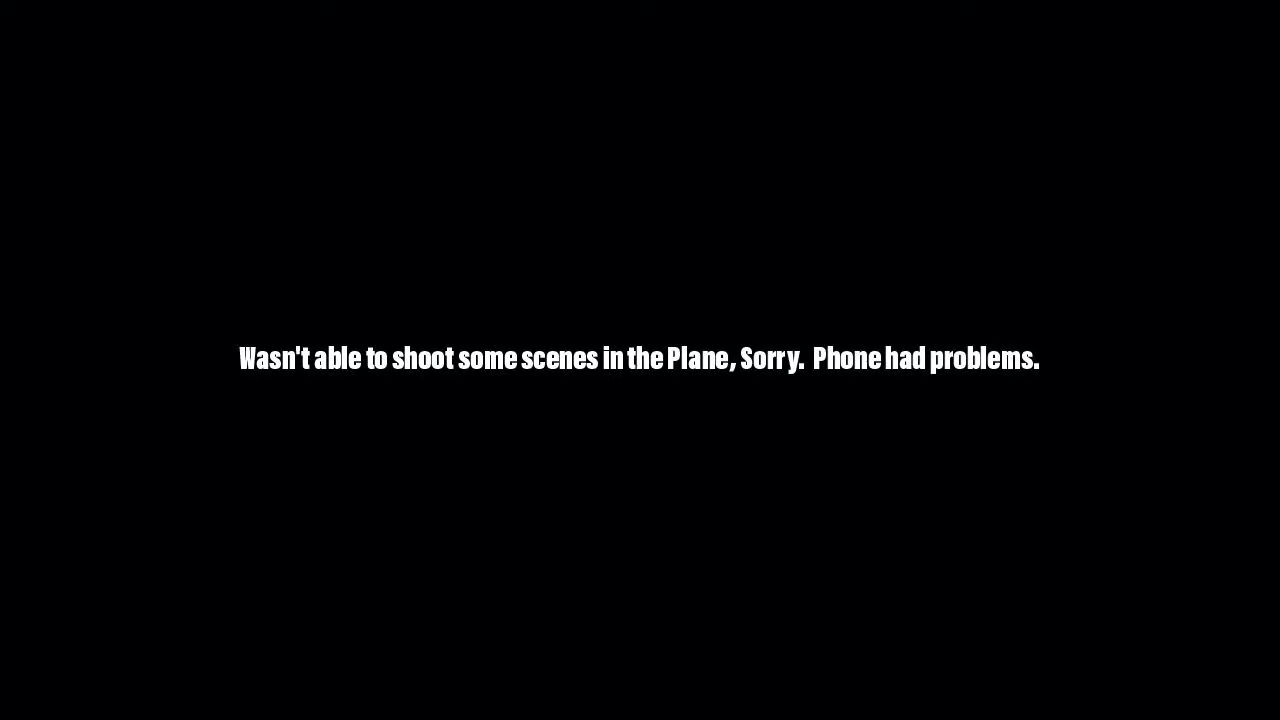 Wasn't able to shoot some scenes in the Plane, Sorry.  Phone had problems.